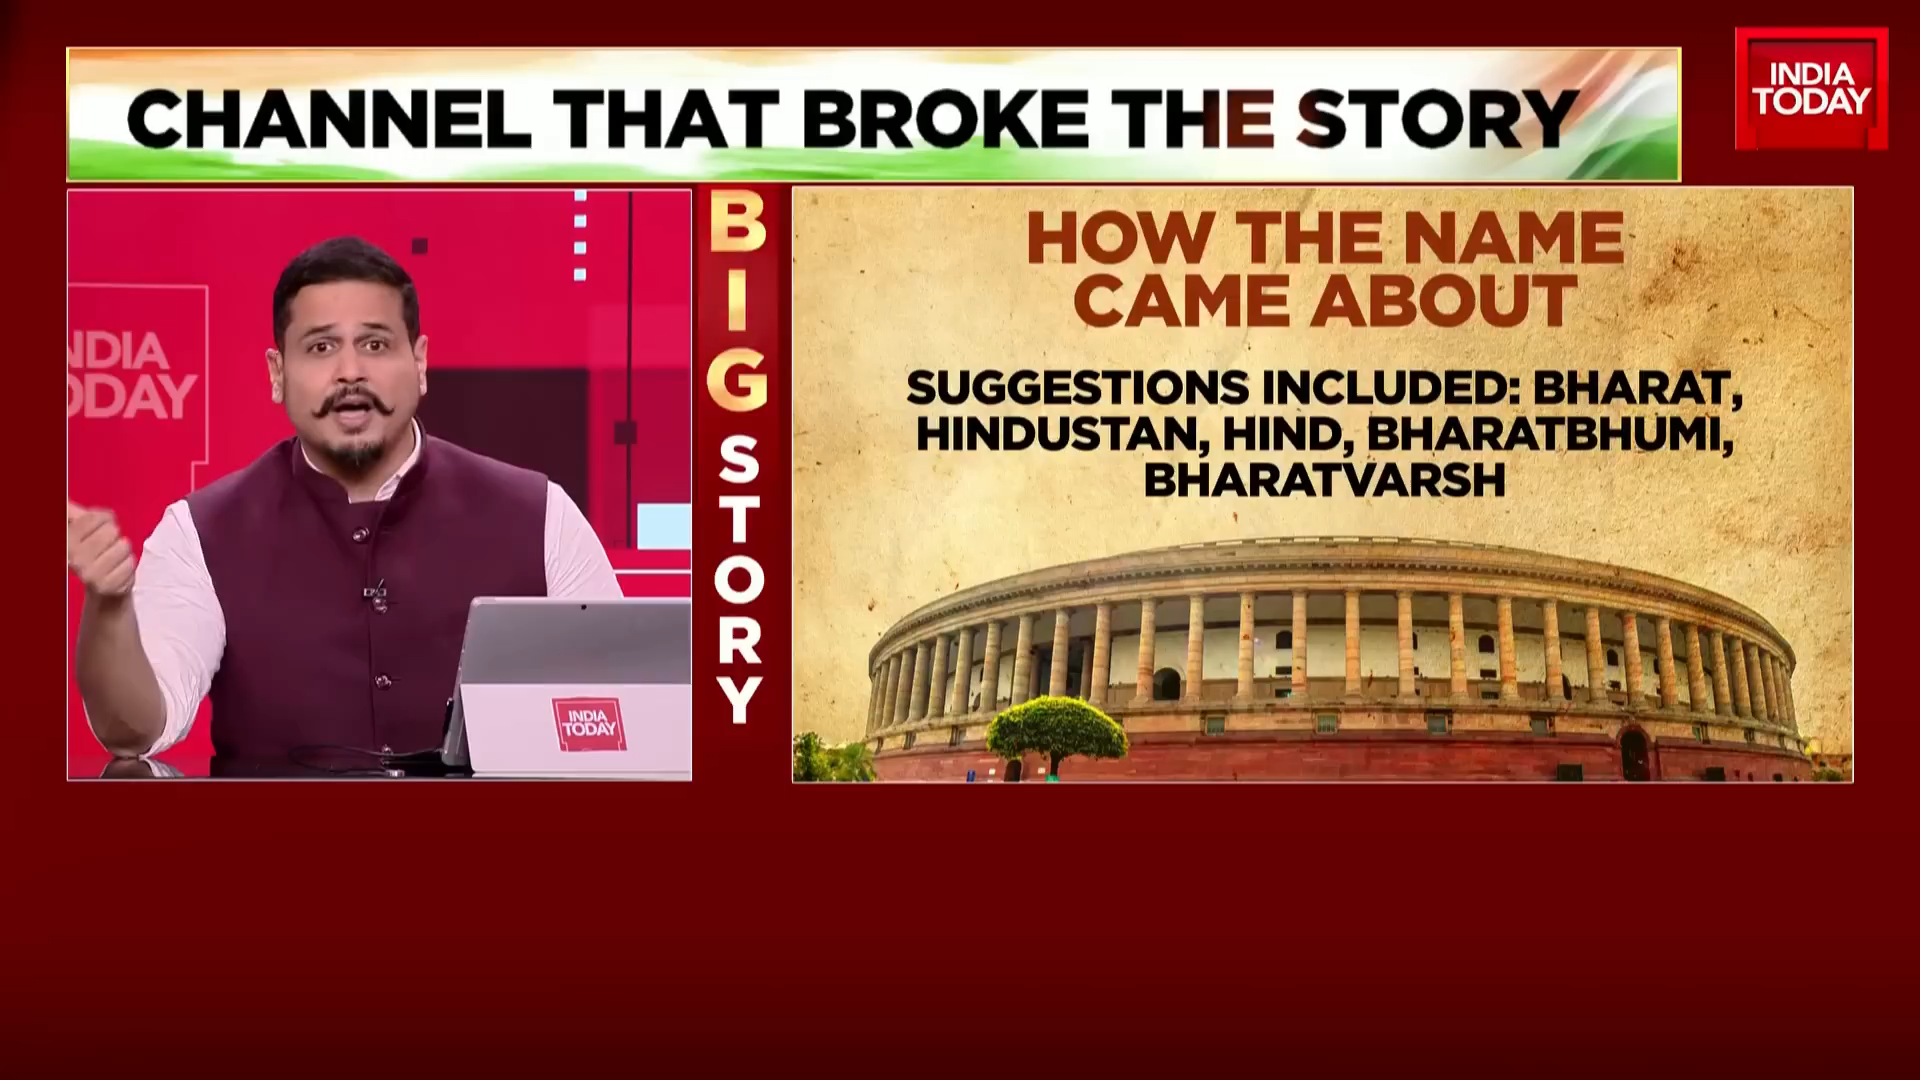 CHANNEL THAT BROKE THE STORY
INDIA
TODAY
NDIA
ODAY
BIG STORY
HOW THE NAME
CAME ABOUT
SUGGESTIONS INCLUDED: BHARAT,
HINDUSTAN, HIND, BHARATBHUMI,
BHARATVARSH
INDIA
TODAY